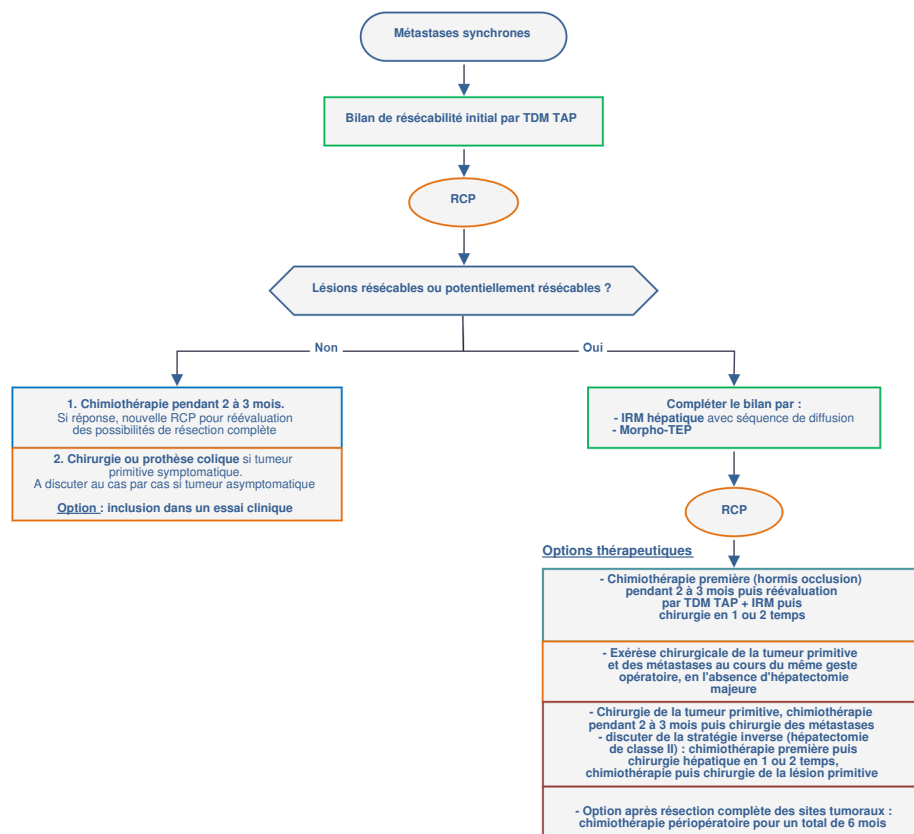 Métastases synchrones
Bilan de résécabilité initial par TDM TAP
RCP
Lésions résécables ou potentiellement résécables ?
Non
Oui
1. Chimiothérapie pendant 2 à 3 mois.
Si réponse, nouvelle RCP pour réévaluation
des possibilités de résection complète
2. Chirurgie ou prothèse colique si tumeur
primitive symptomatique.
A discuter au cas par cas si tumeur asymptomatique
Option : inclusion dans un essai clinique
Compléter le bilan par :
- IRM hépatique avec séquence de diffusion
- Morpho-TEP
RCP
Options thérapeutiques
- Chimiothérapie première (hormis occlusion)
pendant 2 à 3 mois puis réévaluation
par TDM TAP + IRM puis
chirurgie en 1 ou 2 temps
- Exérèse chirurgicale de la tumeur primitive
et des métastases au cours du même geste
opératoire, en l'absence d'hépatectomie
majeure
- Chirurgie de la tumeur primitive, chimiothérapie
pendant 2 à 3 mois puis chirurgie des métastases
- discuter de la stratégie inverse (hépatectomie
de classe II) : chimiothérapie première puis
chirurgie hépatique en 1 ou 2 temps,
chimiothérapie puis chirurgie de la lésion primitive
- Option après résection complète des sites tumoraux :
chimiothérapie périopératoire pour un total de 6 mois